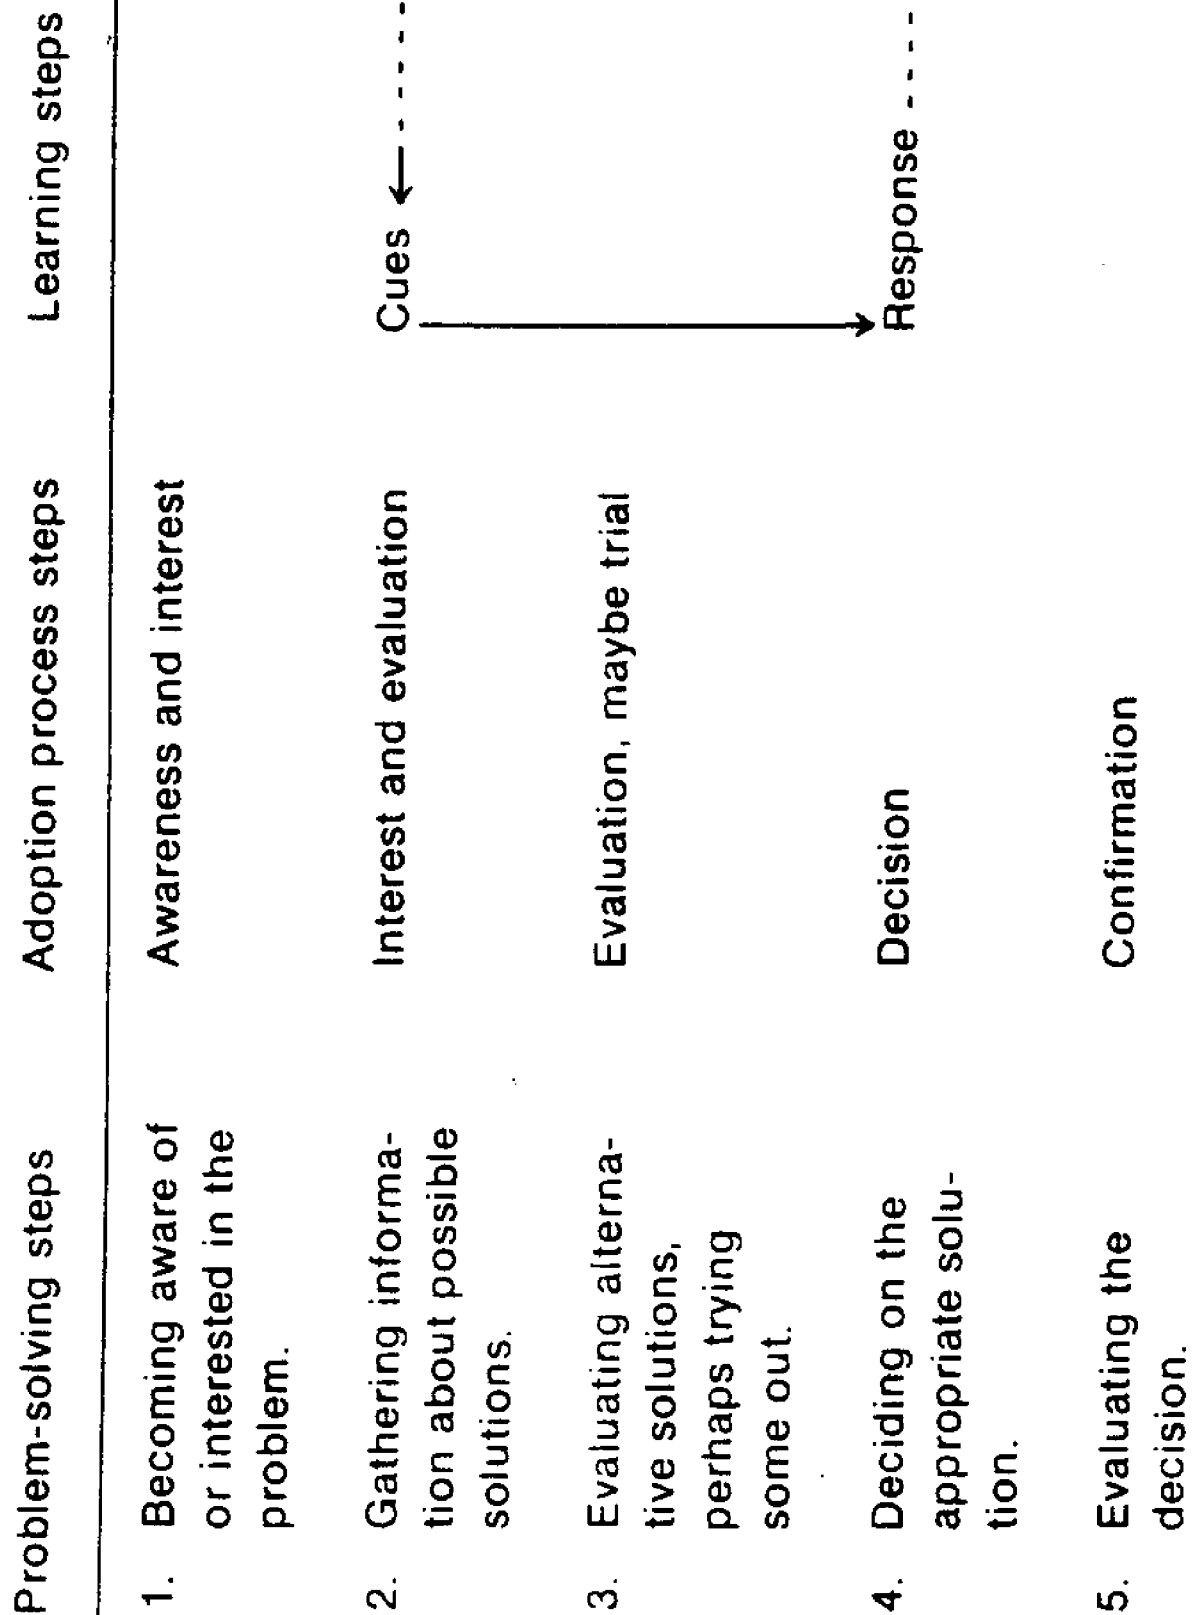 Problem-solving steps Adoption process steps Learning steps
1. Becoming aware of Awareness and interest
or interested in the
problem.
2. Gathering informa- Interest and evaluation Cues
tion about possible
solutions.
3. Evaluating alterna- Evaluation, maybe trial
tive solutions,
perhaps trying
some out.
4. Deciding on the Decision Response
appropriate solu-
tion.
5. Evaluating the Confirmation
decision.